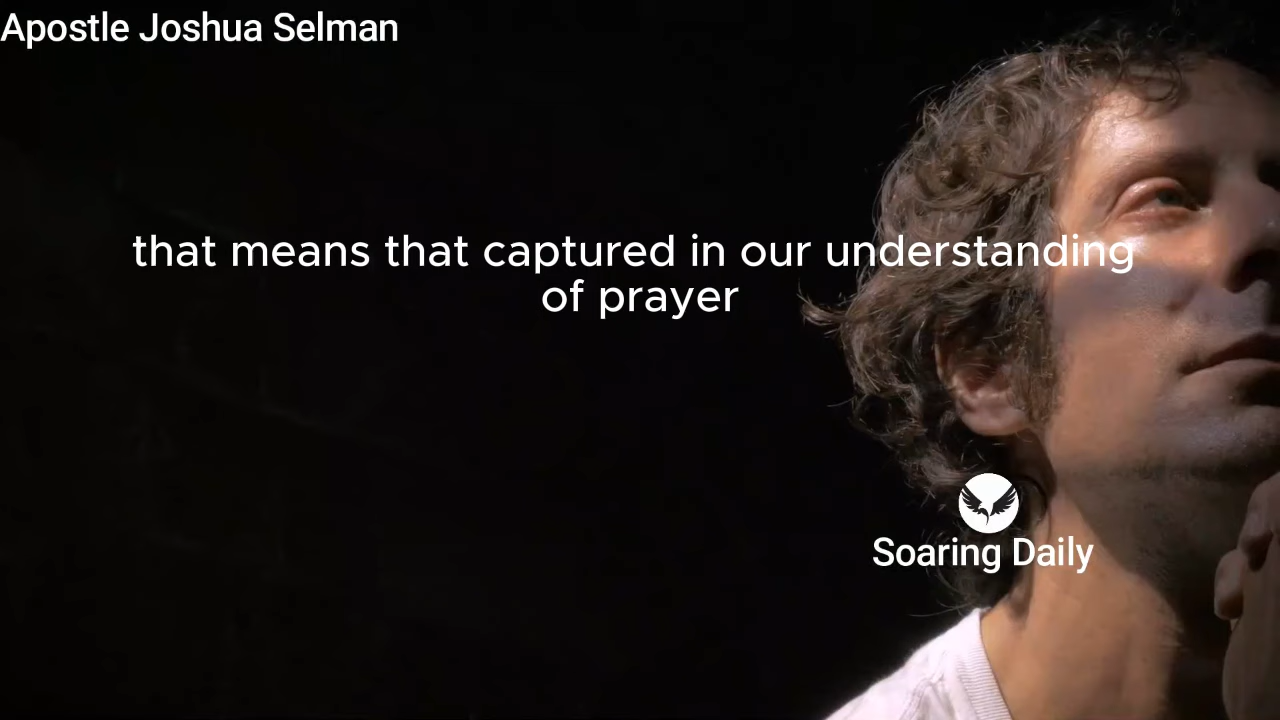 Apostle Joshua Selman
that means that captured in our understanding
of prayer
Soaring Daily